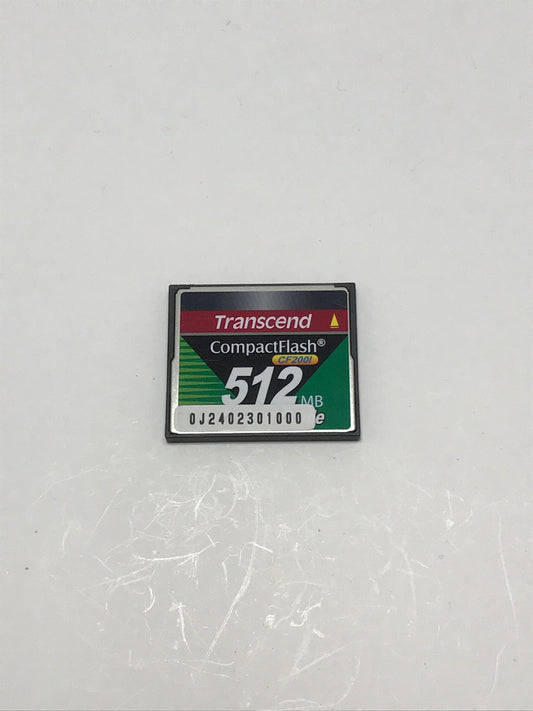 Transcend
CompactFlash®
CF200I
512 MB
0J2402301000